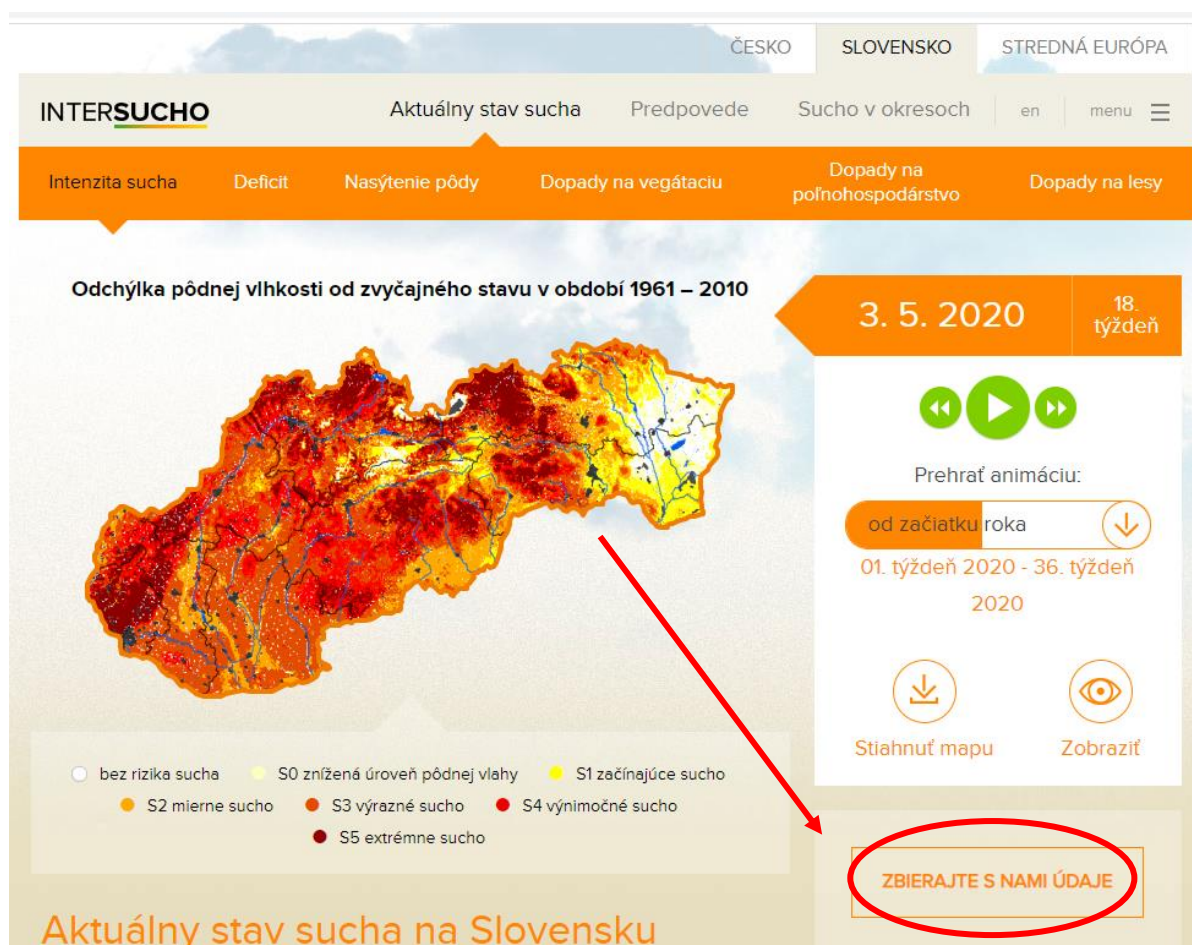 ČESKO SLOVENSKO STREDNÁ EURÓPA
INTERSUCHO Aktuálny stav sucha Predpovede Sucho v okresoch en menu
Intenzita sucha Deficit Nasýtenie pôdy Dopady na vegátaciu Dopady na poľnohospodárstvo Dopady na lesy
Odchýlka pôdnej vlhkosti od zvyčajného stavu v období 1961 – 2010
3. 5. 2020
18.
týždeň
Prehrať animáciu:
od začiatku roka
01. týždeň 2020 - 36. týždeň
2020
Stiahnuť mapu Zobraziť
bez rizika sucha S0 znížená úroveň pôdnej vlahy S1 začínajúce sucho
S2 mierne sucho S3 výrazné sucho S4 výnimočné sucho
S5 extrémne sucho
ZBIERAJTE S NAMI ÚDAJE
Aktuálny stav sucha na Slovensku